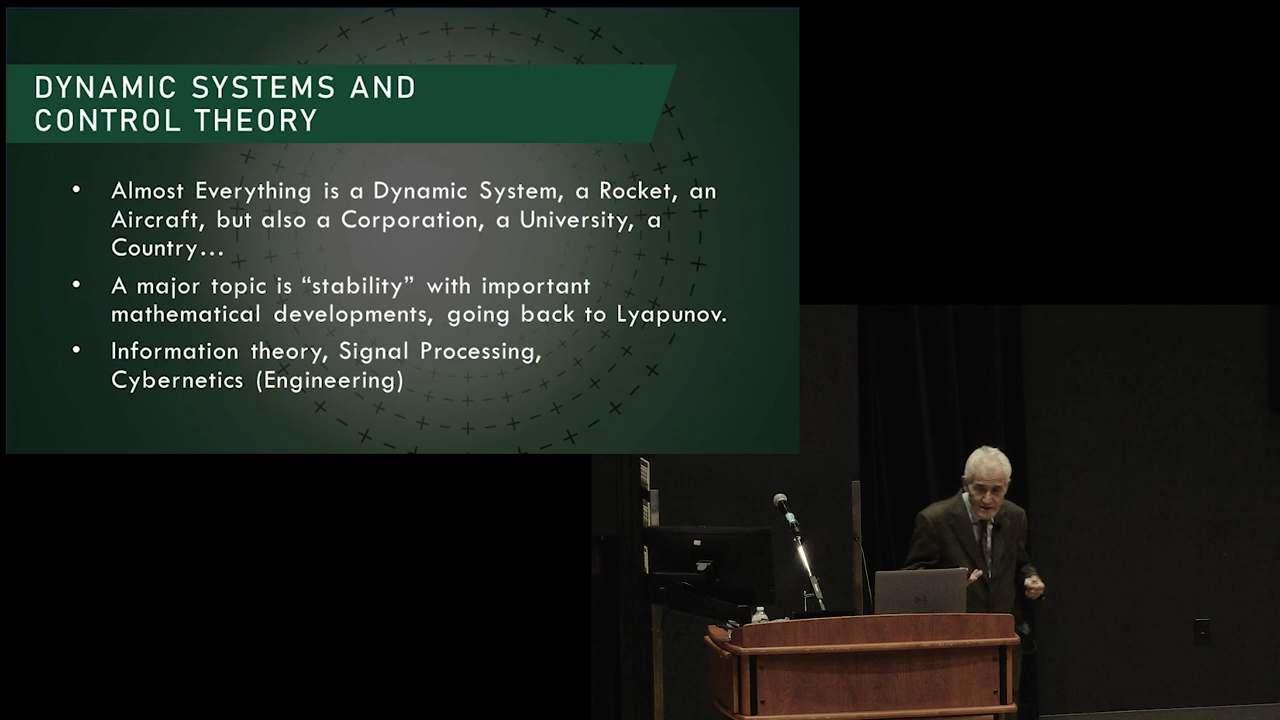 DYNAMIC SYSTEMS AND
CONTROL THEORY
• Almost Everything is a Dynamic System, a Rocket, an
Aircraft, but also a Corporation, a University, a
Country...
• A major topic is “stability” with important
mathematical developments, going back to Lyapunov.
• Information theory, Signal Processing,
Cybernetics (Engineering)